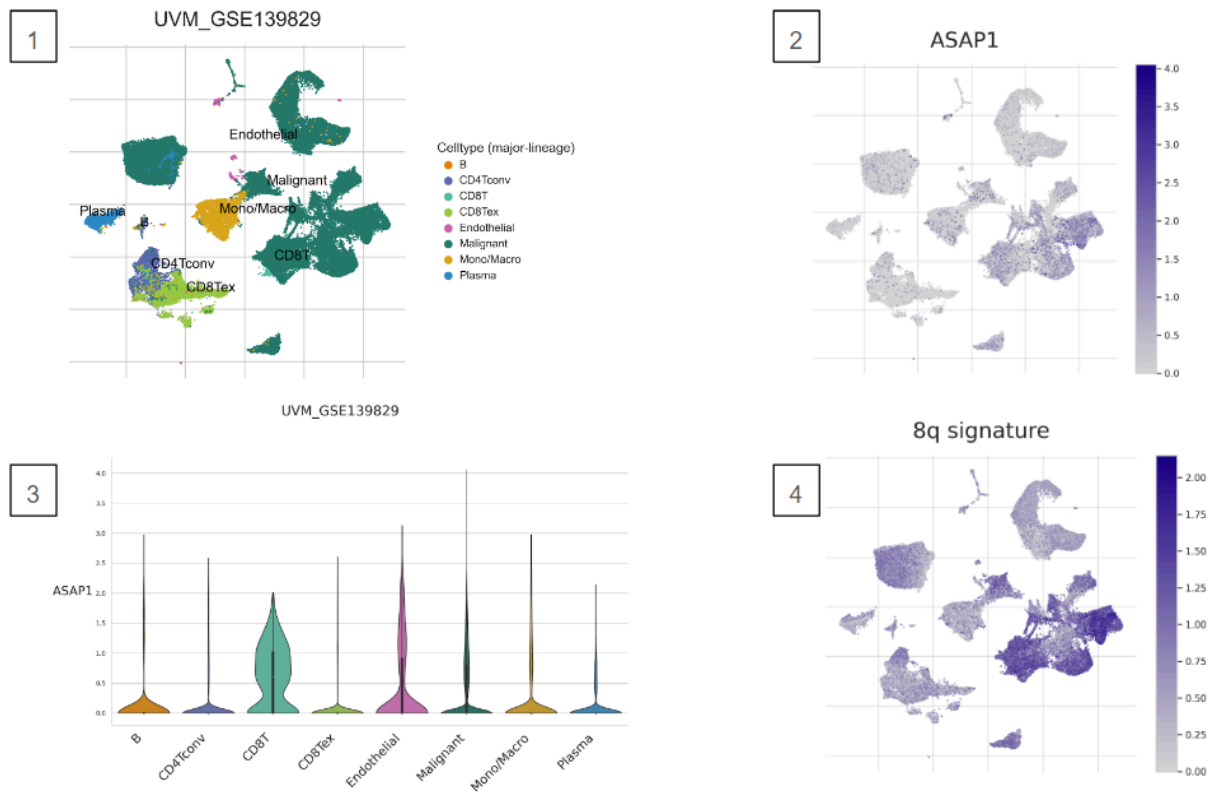 1
UVM_GSE139829
Endothelial
Malignant
Plasma
B
Mono/Macro
CD4Tconv
CD8T
CD8Tex
Celltype (major-lineage)
B
CD4Tconv
CD8T
CD8Tex
Endothelial
Malignant
Mono/Macro
Plasma
2
ASAP1
4.0
3.5
3.0
2.5
2.0
1.5
1.0
0.5
0.0
3
UVM_GSE139829
ASAP1
4.0
3.5
3.0
2.5
2.0
1.5
1.0
0.5
0.0
B
CD4Tconv
CD8T
CD8Tex
Endothelial
Malignant
Mono/Macro
Plasma
4
8q signature
2.00
1.75
1.50
1.25
1.00
0.75
0.50
0.25
0.00